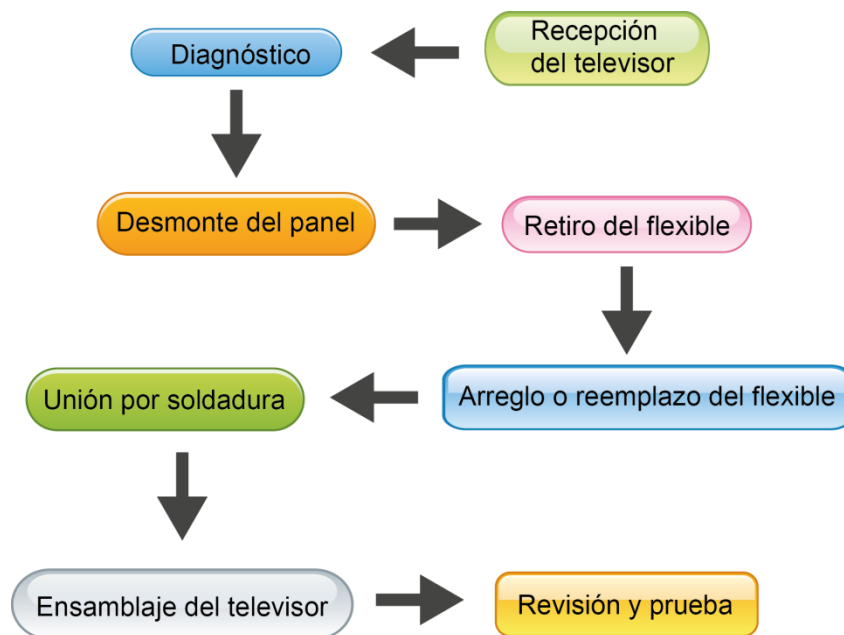 Recepción
del televisor
Diagnóstico
Desmonte del panel
Retiro del flexible
Arreglo o reemplazo del flexible
Unión por soldadura
Ensamblaje del televisor
Revisión y prueba